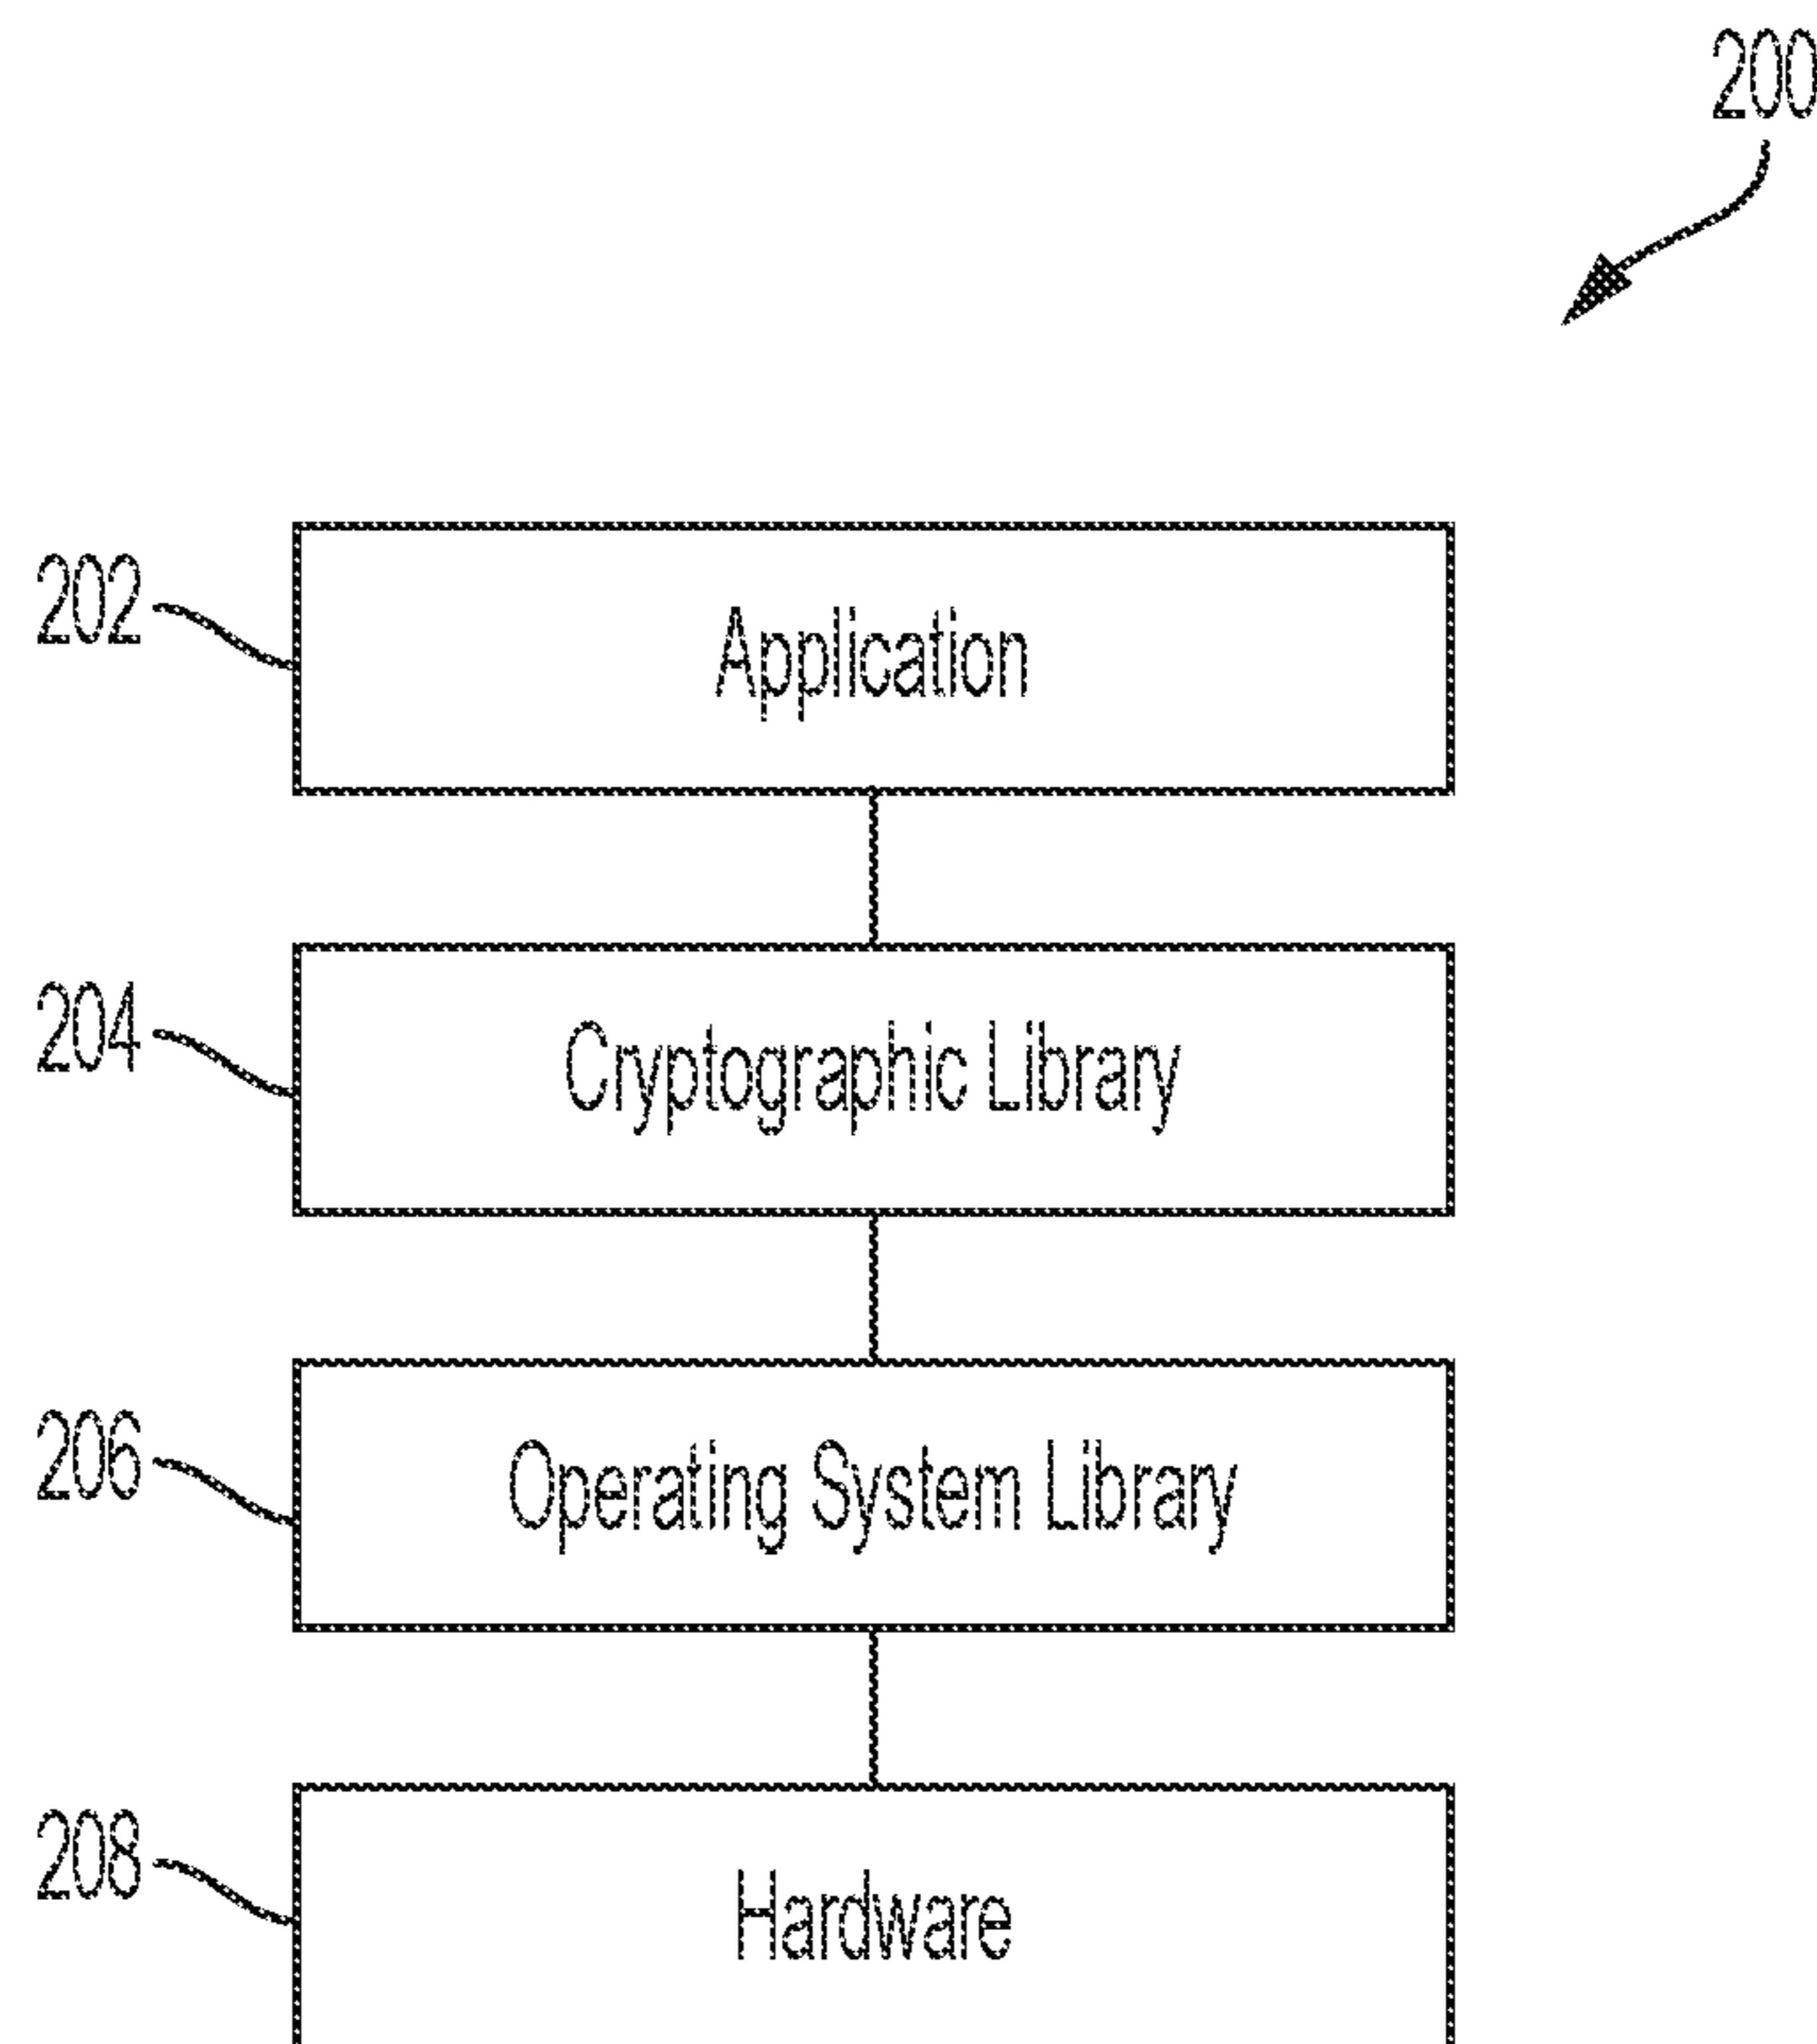 200
202
Application
204
Cryptographic Library
206
Operating System Library
208
Hardware